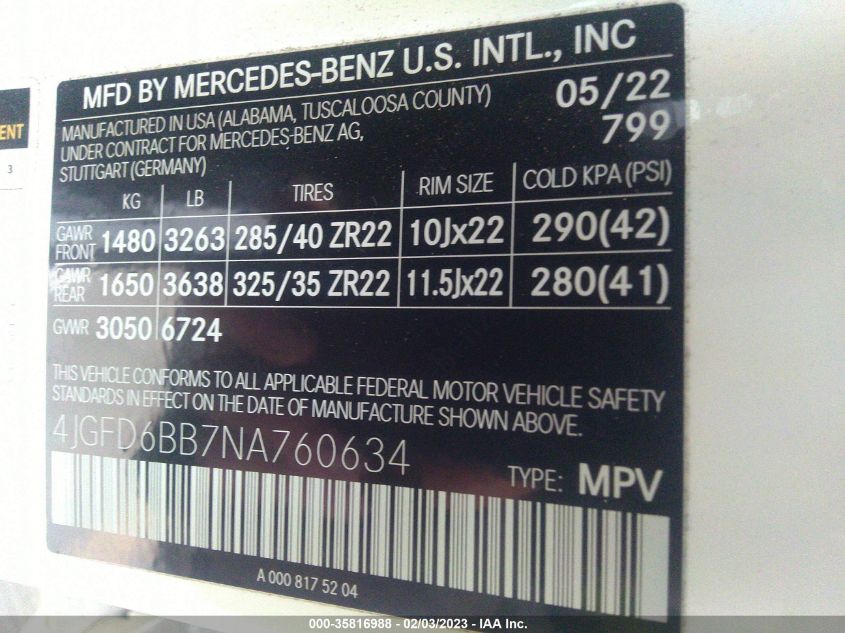 MFD BY MERCEDES-BENZ U.S. INTL., INC
MANUFACTURED IN USA (ALABAMA, TUSCALOOSA COUNTY) 05/22
UNDER CONTRACT FOR MERCEDES-BENZ AG, 799
STUTTGART (GERMANY)
KG LB TIRES RIM SIZE COLD KPA (PSI)
GAWR FRONT 1480 3263 285/40 ZR22 10Jx22 290(42)
GAWR REAR 1650 3638 325/35 ZR22 11.5Jx22 280(41)
GVWR 3050 6724
THIS VEHICLE CONFORMS TO ALL APPLICABLE FEDERAL MOTOR VEHICLE SAFETY
STANDARDS IN EFFECT ON THE DATE OF MANUFACTURE SHOWN ABOVE.
4JGFD6BB7NA760634
TYPE: MPV
A 000 817 52 04
ENT
3
000-35816988 - 02/03/2023 - IAA Inc.